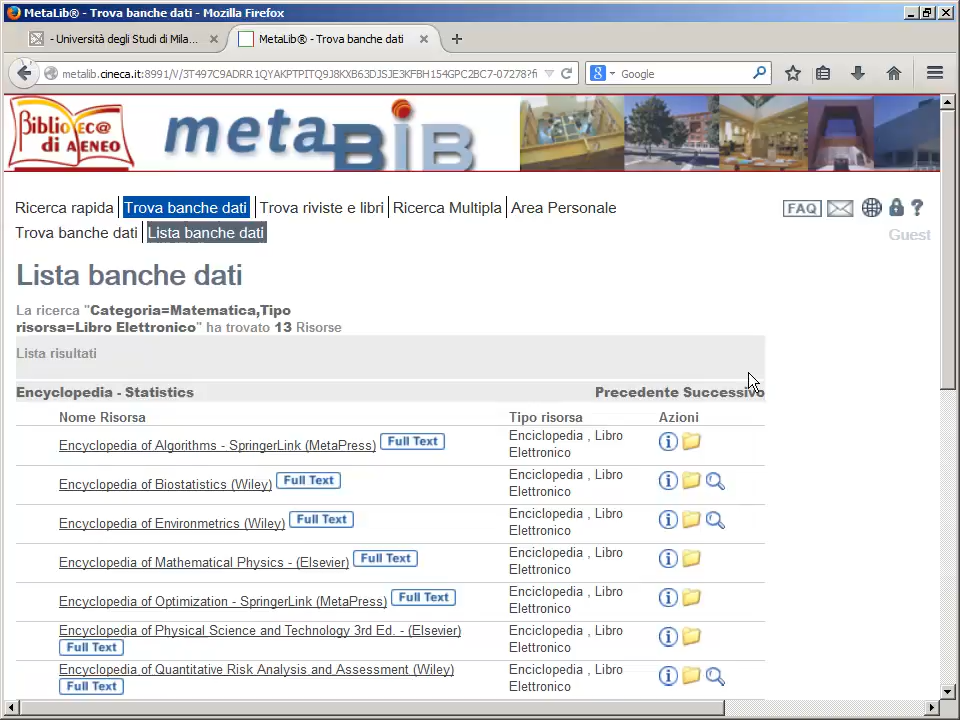 MetaLib® - Trova banche dati - Mozilla Firefox
- Università degli Studi di Mila...
MetaLib® - Trova banche dati
metalib.cineca.it:8991/V/3T497C9ADRR1QYAKPTPITQ9J8KXB63DJSJE3KFBH154GPC2BC7-07278?fi
Google
Bibliotec@
di ATENEO
metaBiB
Ricerca rapida Trova banche dati Trova riviste e libri Ricerca Multipla Area Personale
FAQ ?
Trova banche dati Lista banche dati
Guest
Lista banche dati
La ricerca "Categoria=Matematica,Tipo
risorsa=Libro Elettronico" ha trovato 13 Risorse
Lista risultati
Encyclopedia - Statistics Precedente Successivo
Nome Risorsa Tipo risorsa Azioni
Encyclopedia of Algorithms - SpringerLink (MetaPress) Full Text
Enciclopedia , Libro
Elettronico
Encyclopedia of Biostatistics (Wiley) Full Text
Enciclopedia , Libro
Elettronico
Encyclopedia of Environmetrics (Wiley) Full Text
Enciclopedia , Libro
Elettronico
Encyclopedia of Mathematical Physics - (Elsevier) Full Text
Enciclopedia , Libro
Elettronico
Encyclopedia of Optimization - SpringerLink (MetaPress) Full Text
Enciclopedia , Libro
Elettronico
Encyclopedia of Physical Science and Technology 3rd Ed. - (Elsevier)
Full Text
Enciclopedia , Libro
Elettronico
Encyclopedia of Quantitative Risk Analysis and Assessment (Wiley)
Full Text
Enciclopedia , Libro
Elettronico